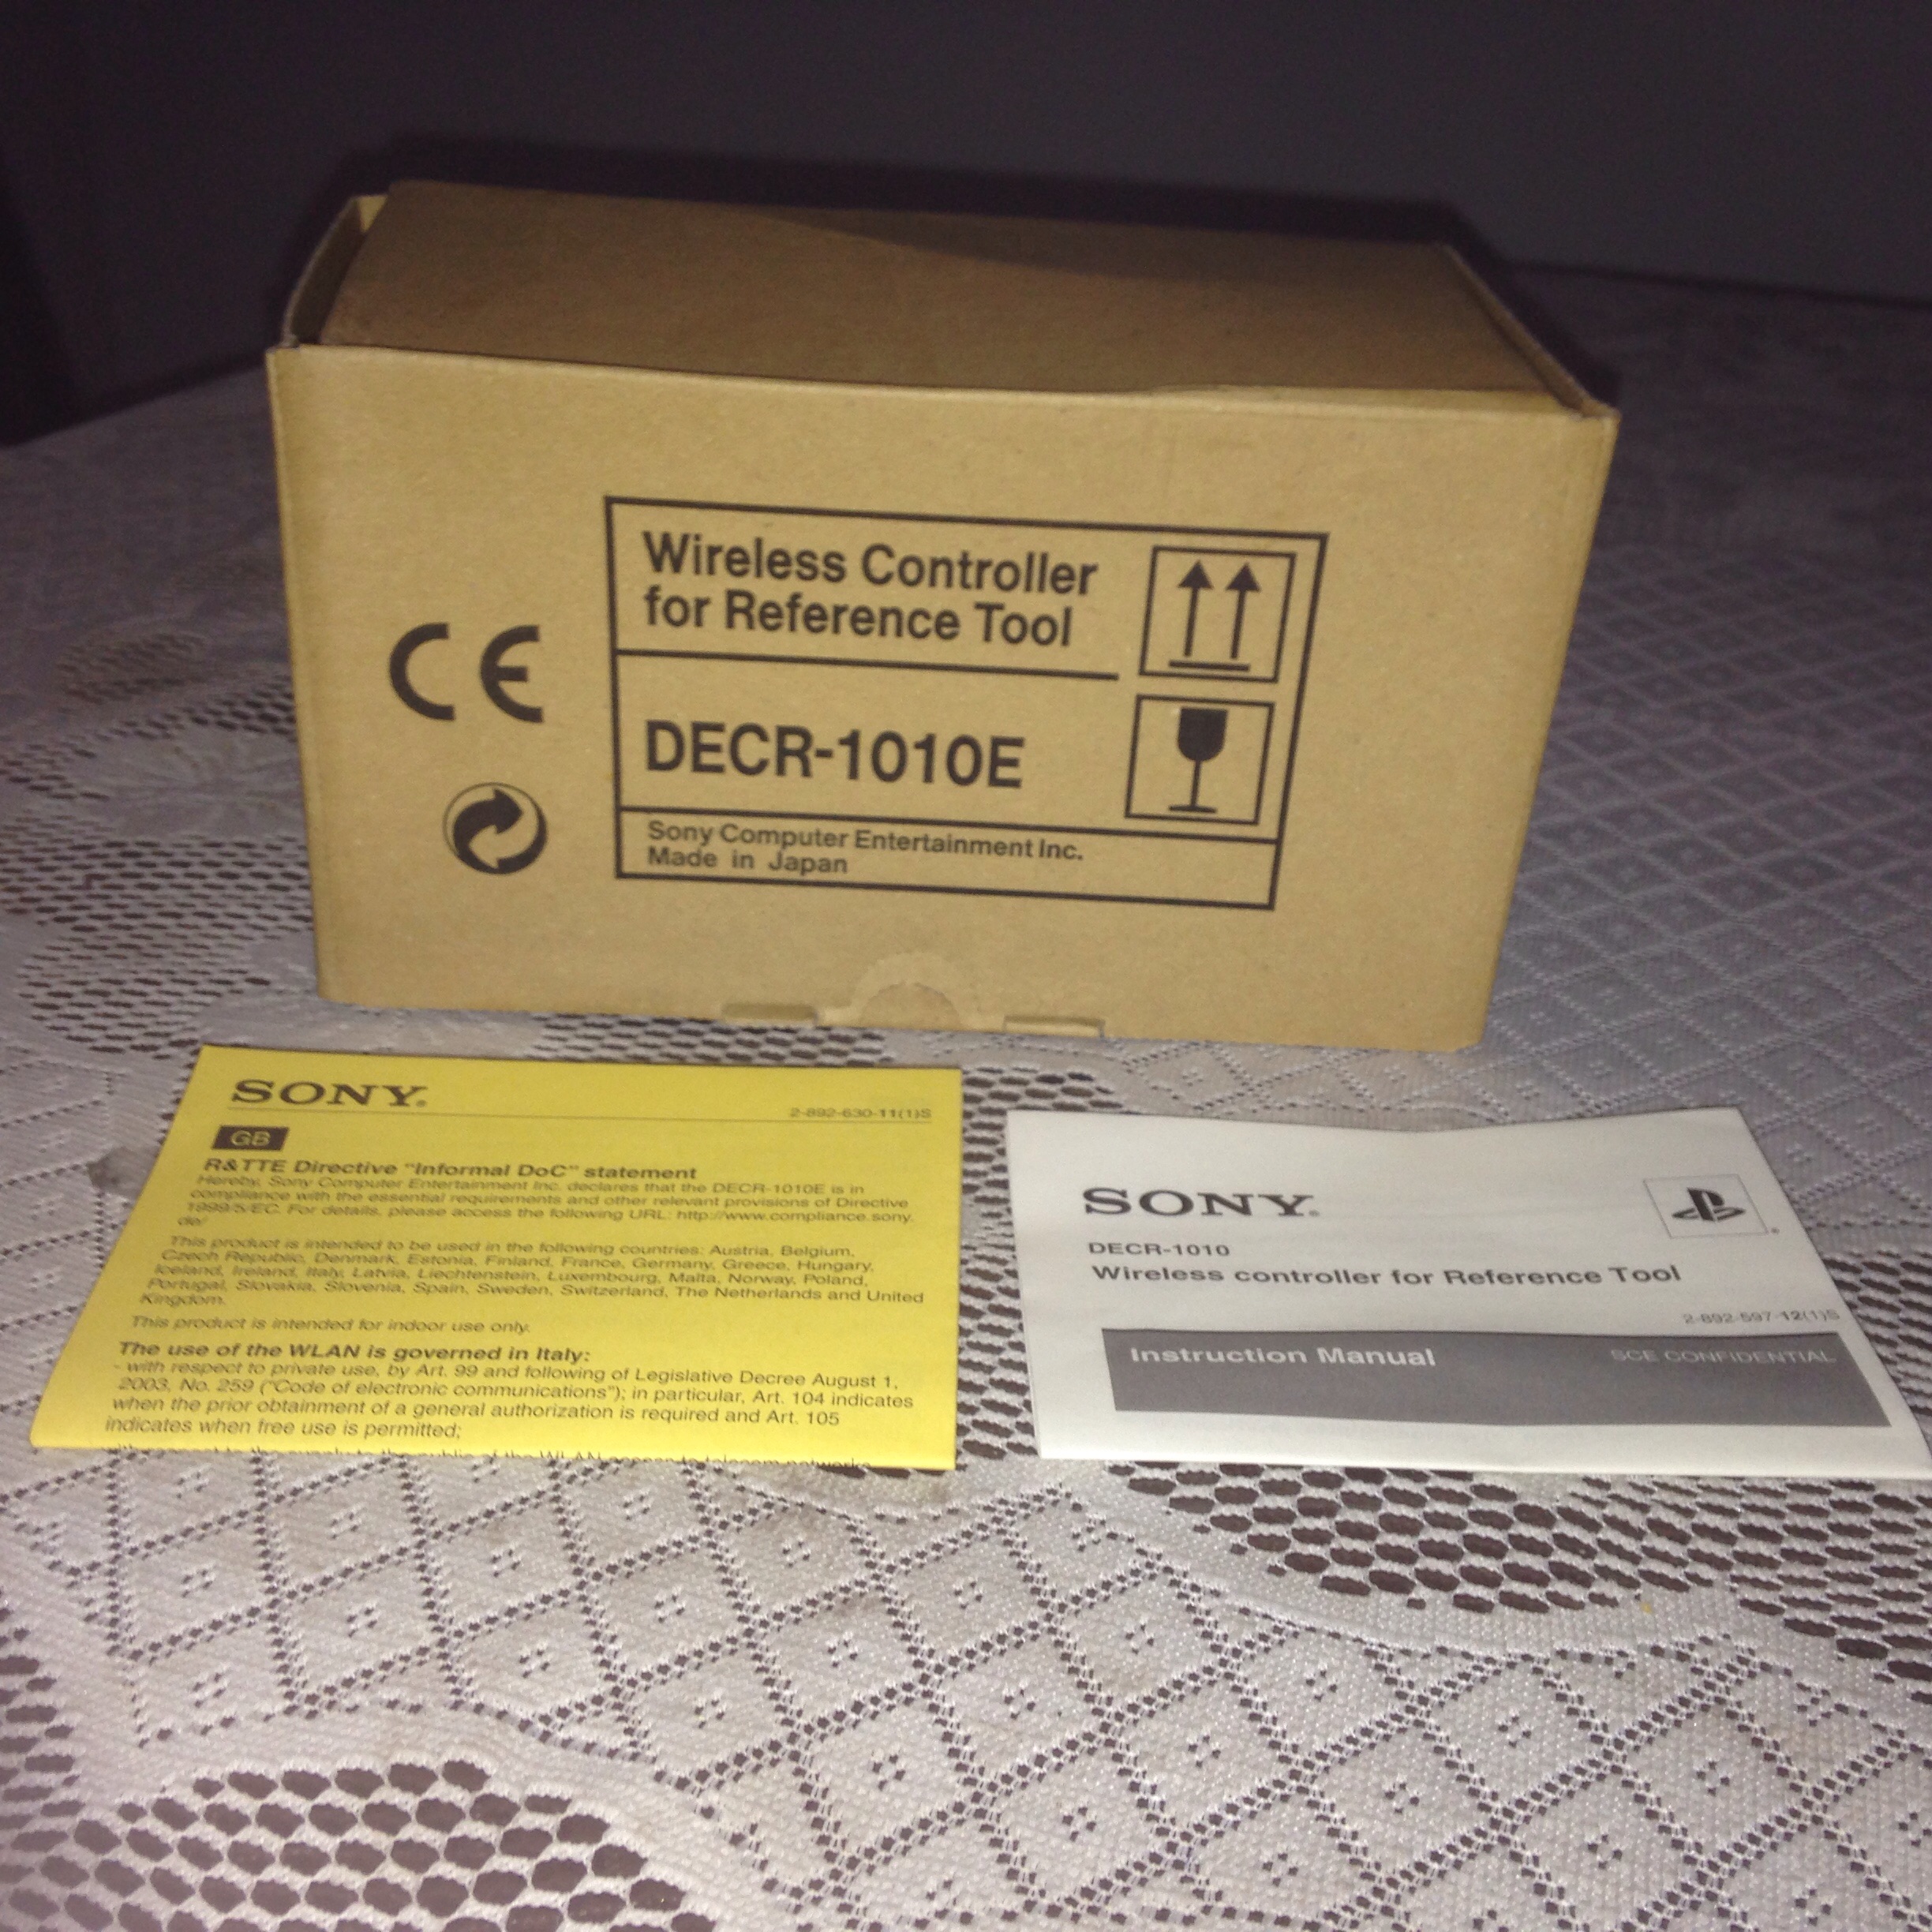 Wireless Controller
for Reference Tool
DECR-1010E
Sony Computer Entertainment Inc.
Made in Japan
CE
SONY®
2-892-630-11(1)S
GB
R&TTE Directive "Informal DoC" statement
Hereby, Sony Computer Entertainment Inc. declares that the DECR-1010E is in
compliance with the essential requirements and other relevant provisions of Directive
1999/5/EC. For details, please access the following URL: http://www.compliance.sony.
de/
This product is intended to be used in the following countries: Austria, Belgium,
Czech Republic, Denmark, Estonia, Finland, France, Germany, Greece, Hungary,
Iceland, Ireland, Italy, Latvia, Liechtenstein, Luxembourg, Malta, Norway, Poland,
Portugal, Slovakia, Slovenia, Spain, Sweden, Switzerland, The Netherlands and United
Kingdom.
This product is intended for indoor use only.
The use of the WLAN is governed in Italy:
- with respect to private use, by Art. 99 and following of Legislative Decree August 1,
2003, No. 259 ("Code of electronic communications"); in particular, Art. 104 indicates
when the prior obtainment of a general authorization is required and Art. 105
indicates when free use is permitted;
SONY®
DECR-1010
Wireless controller for Reference Tool
2-892-597-12(1)S
Instruction Manual
SCE CONFIDENTIAL